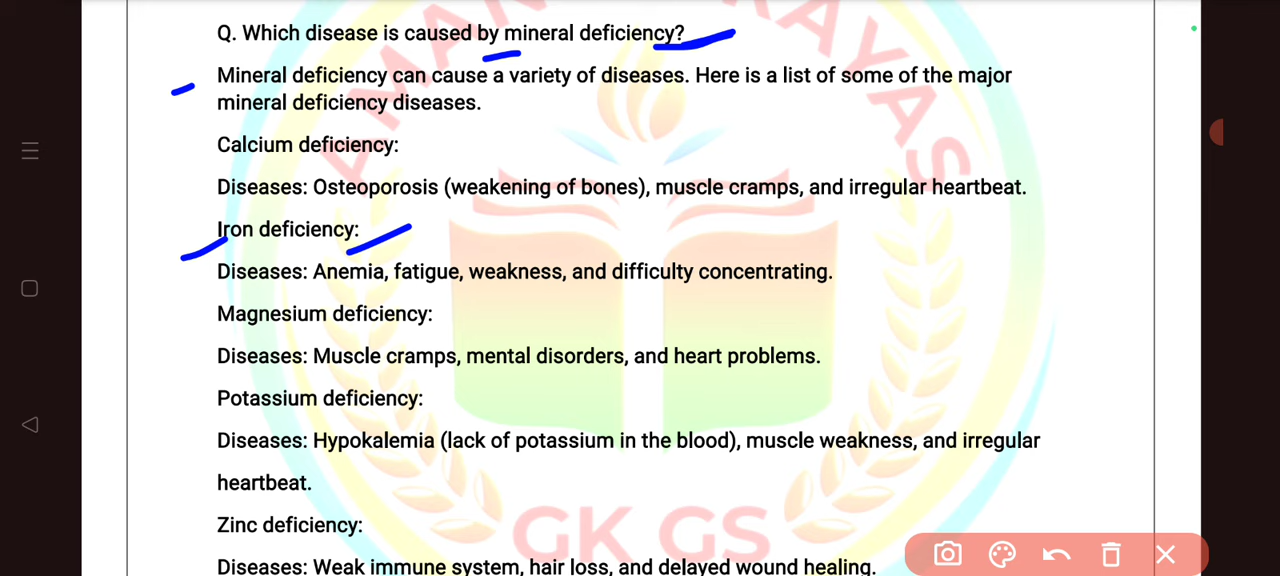 Q. Which disease is caused by mineral deficiency?
Mineral deficiency can cause a variety of diseases. Here is a list of some of the major
mineral deficiency diseases.
Calcium deficiency:
Diseases: Osteoporosis (weakening of bones), muscle cramps, and irregular heartbeat.
Iron deficiency:
Diseases: Anemia, fatigue, weakness, and difficulty concentrating.
Magnesium deficiency:
Diseases: Muscle cramps, mental disorders, and heart problems.
Potassium deficiency:
Diseases: Hypokalemia (lack of potassium in the blood), muscle weakness, and irregular
heartbeat.
Zinc deficiency:
Diseases: Weak immune system, hair loss, and delayed wound healing.
GK GS